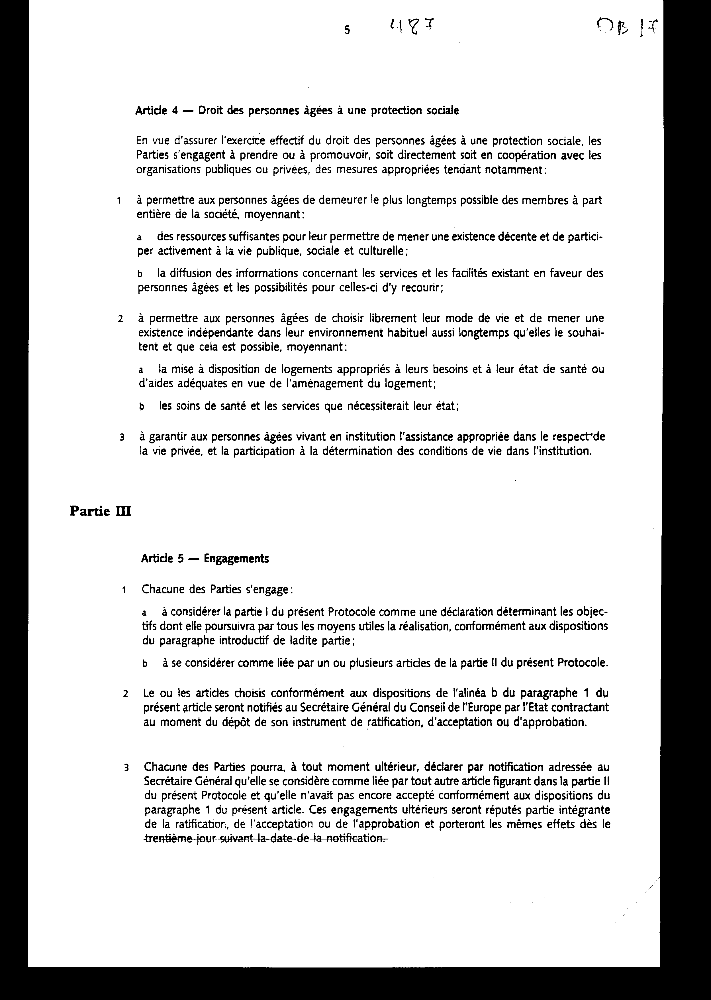 5 487 OB 17
Article 4 — Droit des personnes âgées à une protection sociale
En vue d'assurer l'exercice effectif du droit des personnes âgées à une protection sociale, les
Parties s'engagent à prendre ou à promouvoir, soit directement soit en coopération avec les
organisations publiques ou privées, des mesures appropriées tendant notamment:
1 à permettre aux personnes âgées de demeurer le plus longtemps possible des membres à part
entière de la société, moyennant:
a des ressources suffisantes pour leur permettre de mener une existence décente et de partici-
per activement à la vie publique, sociale et culturelle;
b la diffusion des informations concernant les services et les facilités existant en faveur des
personnes âgées et les possibilités pour celles-ci d'y recourir;
2 à permettre aux personnes âgées de choisir librement leur mode de vie et de mener une
existence indépendante dans leur environnement habituel aussi longtemps qu'elles le souhai-
tent et que cela est possible, moyennant:
a la mise à disposition de logements appropriés à leurs besoins et à leur état de santé ou
d'aides adéquates en vue de l'aménagement du logement;
b les soins de santé et les services que nécessiterait leur état;
3 à garantir aux personnes âgées vivant en institution l'assistance appropriée dans le respect de
la vie privée, et la participation à la détermination des conditions de vie dans l'institution.
Partie III
Article 5 — Engagements
1 Chacune des Parties s'engage:
a à considérer la partie I du présent Protocole comme une déclaration déterminant les objec-
tifs dont elle poursuivra par tous les moyens utiles la réalisation, conformément aux dispositions
du paragraphe introductif de ladite partie;
b à se considérer comme liée par un ou plusieurs articles de la partie II du présent Protocole.
2 Le ou les articles choisis conformément aux dispositions de l'alinéa b du paragraphe 1 du
présent article seront notifiés au Secrétaire Général du Conseil de l'Europe par l'Etat contractant
au moment du dépôt de son instrument de ratification, d'acceptation ou d'approbation.
3 Chacune des Parties pourra, à tout moment ultérieur, déclarer par notification adressée au
Secrétaire Général qu'elle se considère comme liée par tout autre article figurant dans la partie II
du présent Protocole et qu'elle n'avait pas encore accepté conformément aux dispositions du
paragraphe 1 du présent article. Ces engagements ultérieurs seront réputés partie intégrante
de la ratification, de l'acceptation ou de l'approbation et porteront les mêmes effets dès le
trentième jour suivant la date de la notification.